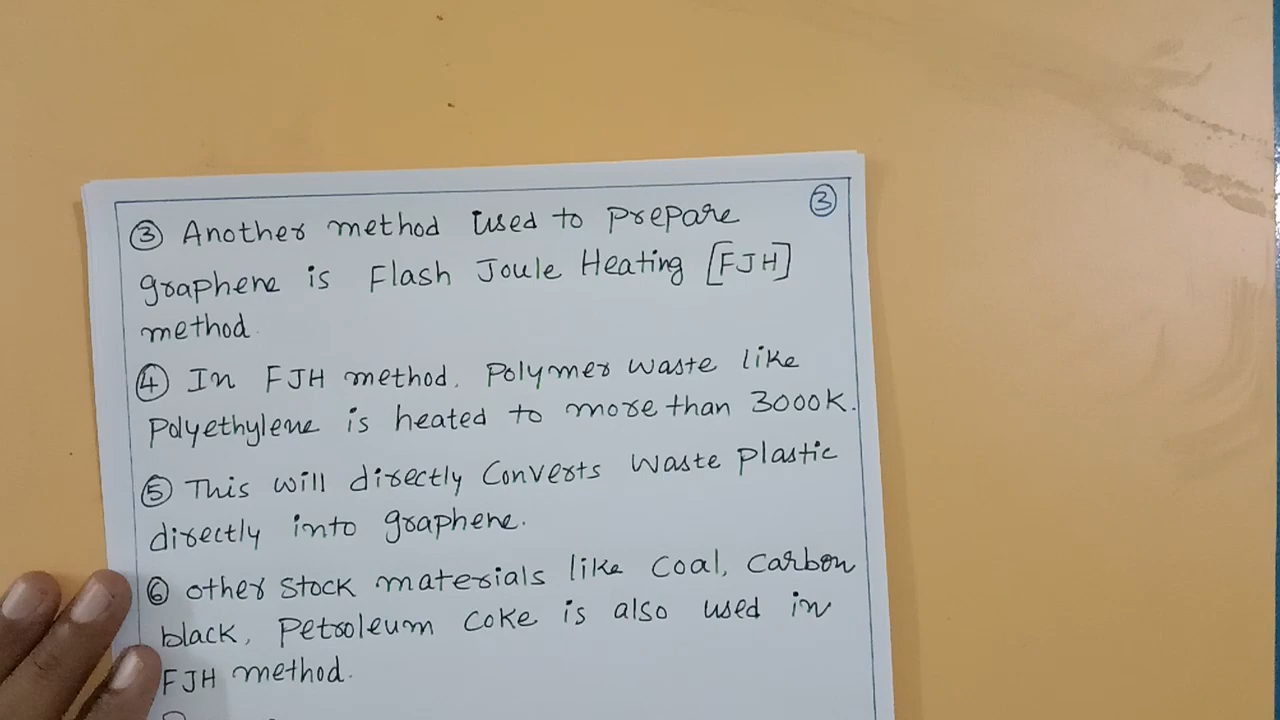 ③
③ Another method used to prepare
graphene is Flash Joule Heating [FJH]
method.
④ In FJH method. Polymer waste like
Polyethylene is heated to more than 3000K.
⑤ This will directly Converts waste plastic
directly into graphene.
⑥ other stock materials like coal, carbon
black, Petroleum coke is also used in
FJH method.